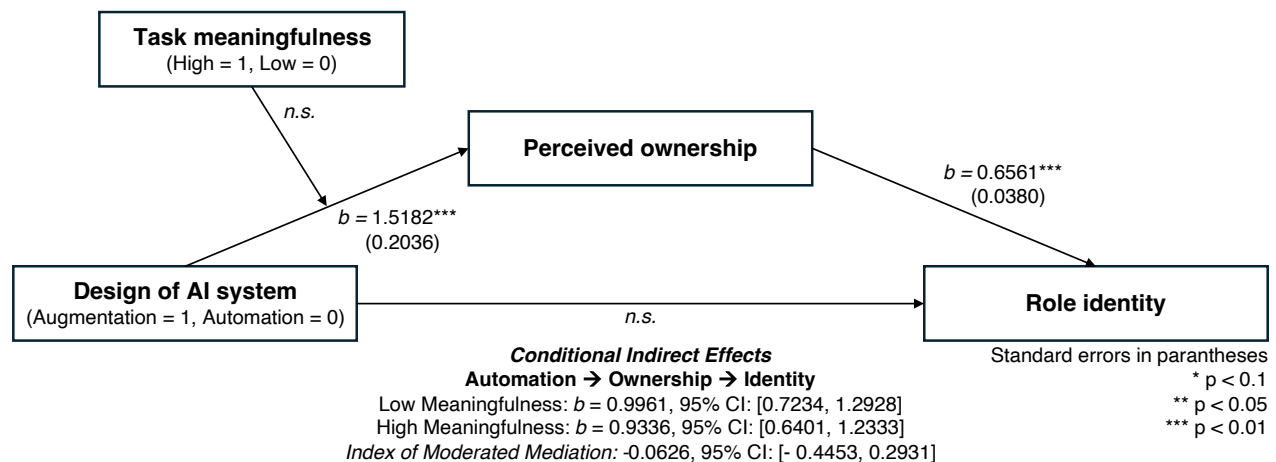 Task meaningfulness
(High = 1, Low = 0)
n.s.
Perceived ownership
b = 0.6561***
(0.0380)
b = 1.5182***
(0.2036)
Design of AI system
(Augmentation = 1, Automation = 0)
n.s.
Role identity
Conditional Indirect Effects
Automation → Ownership → Identity
Low Meaningfulness: b = 0.9961, 95% CI: [0.7234, 1.2928]
High Meaningfulness: b = 0.9336, 95% CI: [0.6401, 1.2333]
Index of Moderated Mediation: -0.0626, 95% CI: [- 0.4453, 0.2931]
Standard errors in parantheses
* p < 0.1
** p < 0.05
*** p < 0.01